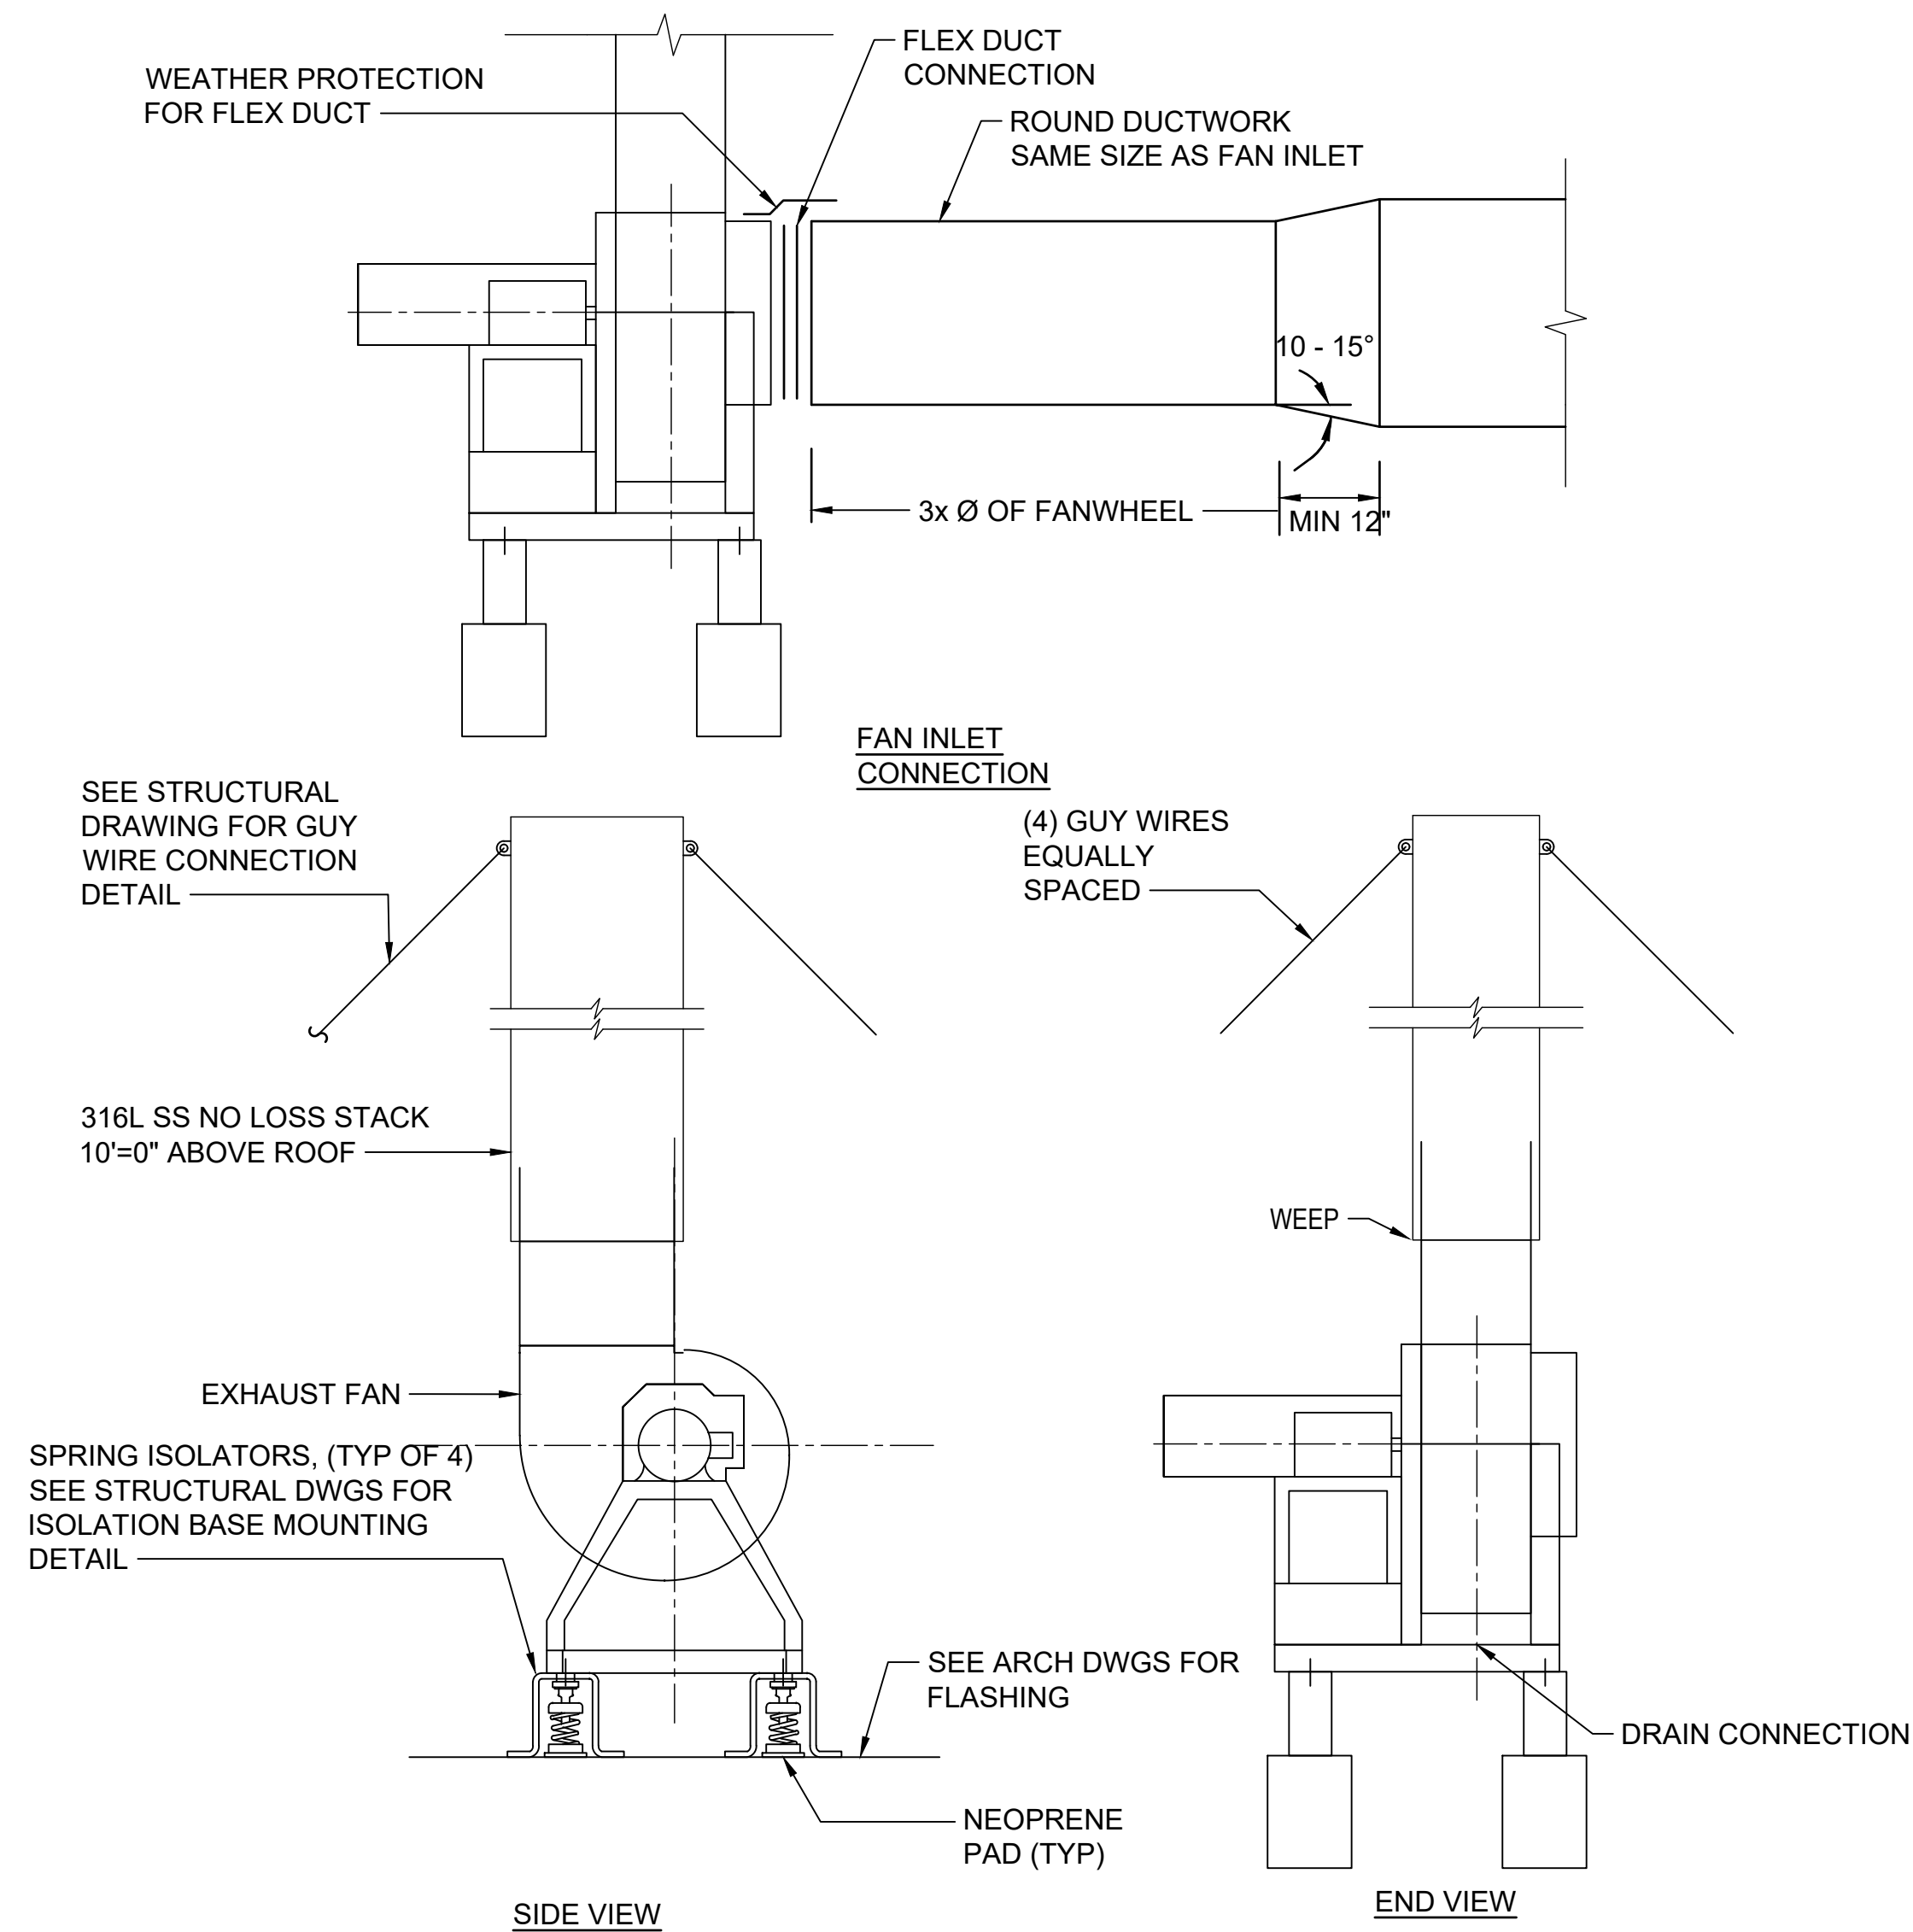 FLEX DUCT
CONNECTION
WEATHER PROTECTION
FOR FLEX DUCT
ROUND DUCTWORK
SAME SIZE AS FAN INLET
10 - 15°
3x Ø OF FANWHEEL
MIN 12"
FAN INLET
CONNECTION
SEE STRUCTURAL
DRAWING FOR GUY
WIRE CONNECTION
DETAIL
(4) GUY WIRES
EQUALLY
SPACED
316L SS NO LOSS STACK
10'=0" ABOVE ROOF
WEEP
EXHAUST FAN
SPRING ISOLATORS, (TYP OF 4)
SEE STRUCTURAL DWGS FOR
ISOLATION BASE MOUNTING
DETAIL
SEE ARCH DWGS FOR
FLASHING
DRAIN CONNECTION
NEOPRENE
PAD (TYP)
SIDE VIEW
END VIEW